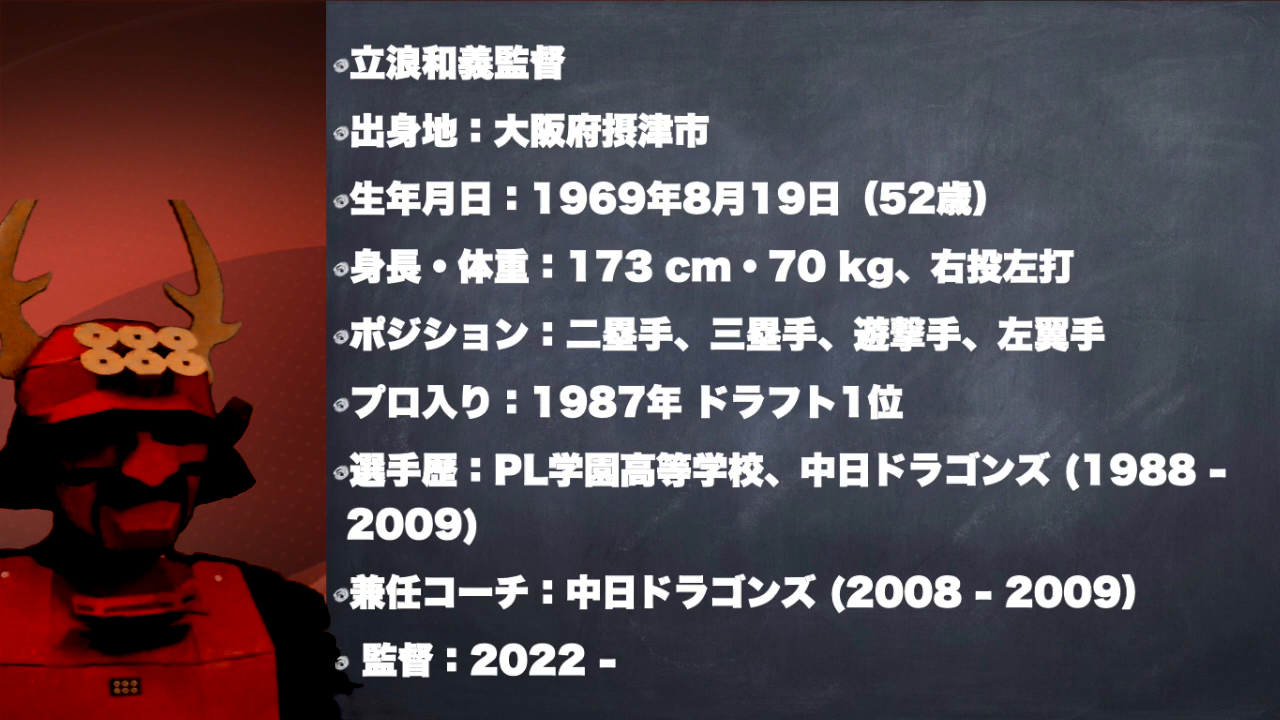 立浪和義監督
出身地：大阪府摂津市
生年月日：1969年8月19日（52歳）
身長・体重：173 cm・70 kg、右投左打
ポジション：二塁手、三塁手、遊撃手、左翼手
プロ入り：1987年 ドラフト1位
選手歴：PL学園高等学校、中日ドラゴンズ (1988 -
2009)
兼任コーチ：中日ドラゴンズ (2008 - 2009）
監督：2022 -